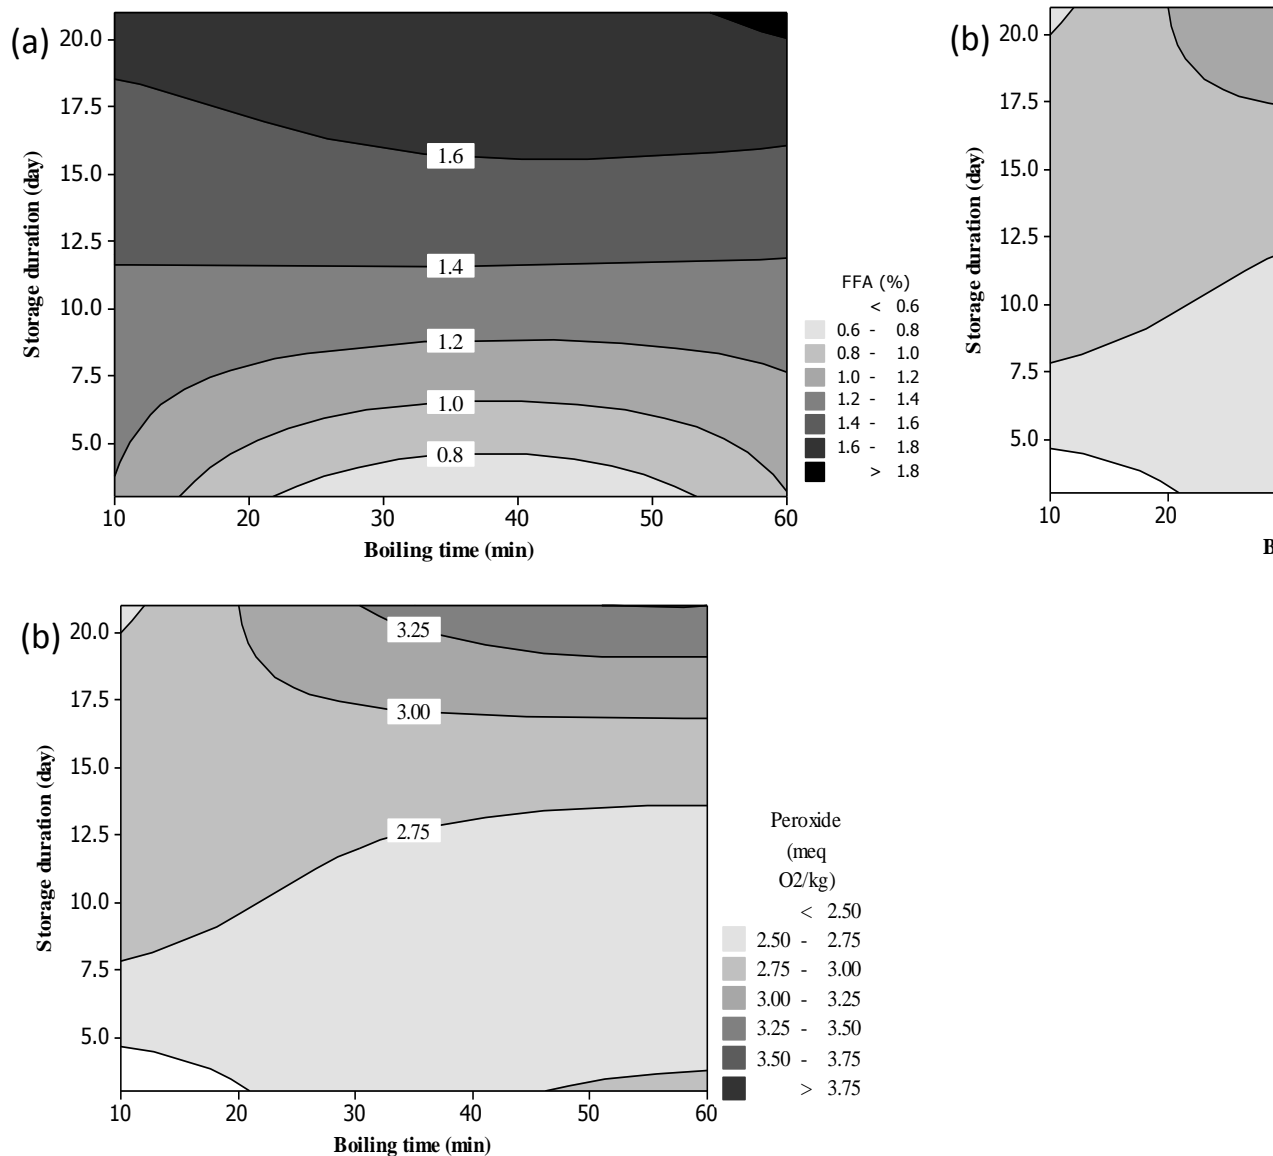 (a)
20.0
17.5
15.0
12.5
10.0
7.5
5.0
Storage duration (day)
1.6
1.4
1.2
1.0
0.8
10 20 30 40 50 60
Boiling time (min)
FFA (%)
< 0.6
0.6 - 0.8
0.8 - 1.0
1.0 - 1.2
1.2 - 1.4
1.4 - 1.6
1.6 - 1.8
> 1.8
(b)
20.0
17.5
15.0
12.5
10.0
7.5
5.0
Storage duration (day)
10 20
B
(b)
20.0
17.5
15.0
12.5
10.0
7.5
5.0
Storage duration (day)
3.25
3.00
2.75
10 20 30 40 50 60
Boiling time (min)
Peroxide
(meq
O2/kg)
< 2.50
2.50 - 2.75
2.75 - 3.00
3.00 - 3.25
3.25 - 3.50
3.50 - 3.75
> 3.75